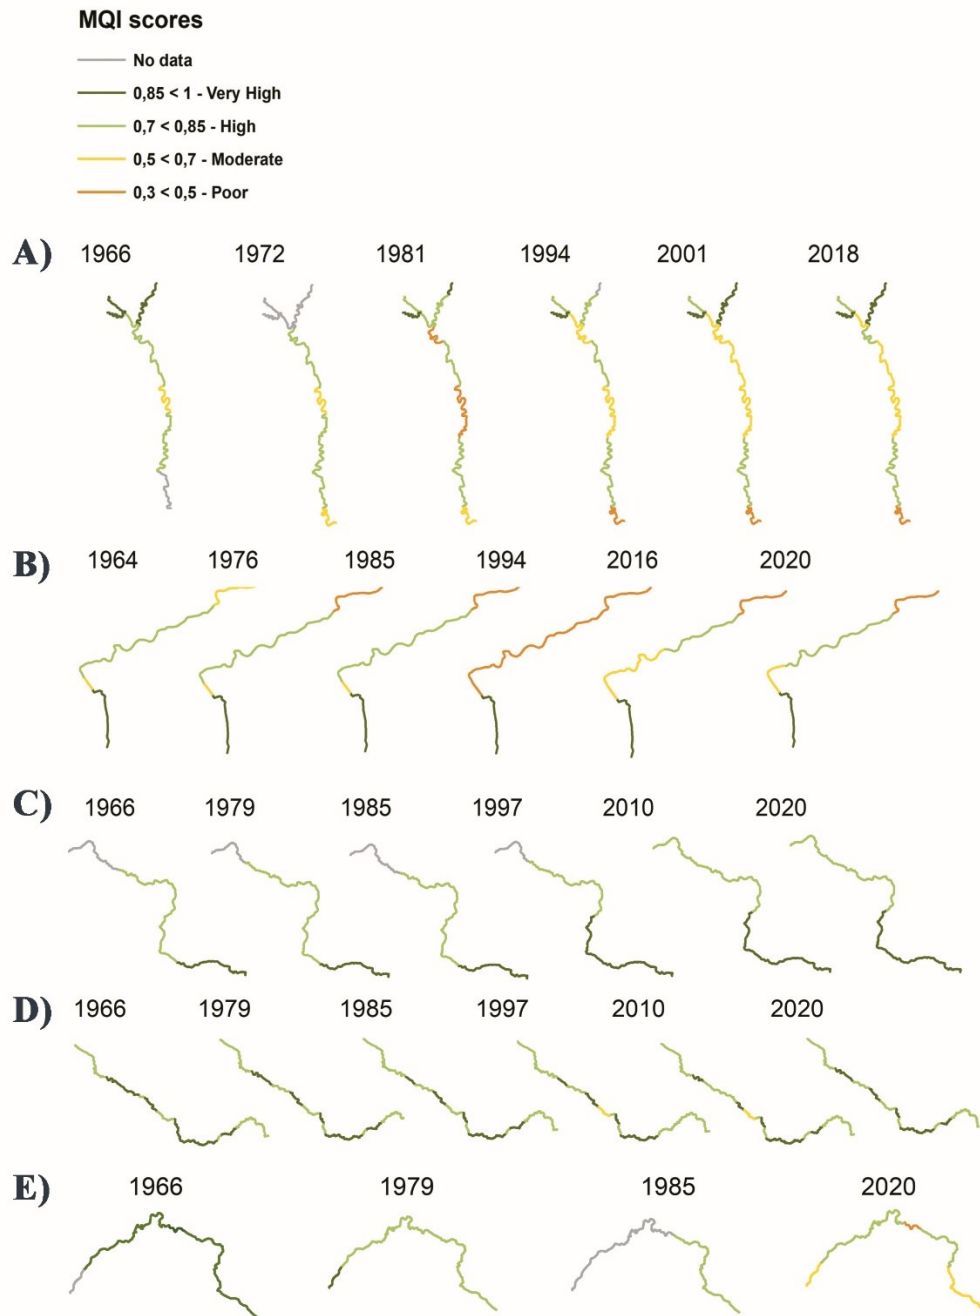 MQI scores
No data
0,85 < 1 - Very High
0,7 < 0,85 - High
0,5 < 0,7 - Moderate
0,3 < 0,5 - Poor
A) 1966 1972 1981 1994 2001 2018
B) 1964 1976 1985 1994 2016 2020
C) 1966 1979 1985 1997 2010 2020
D) 1966 1979 1985 1997 2010 2020
E) 1966 1979 1985 2020